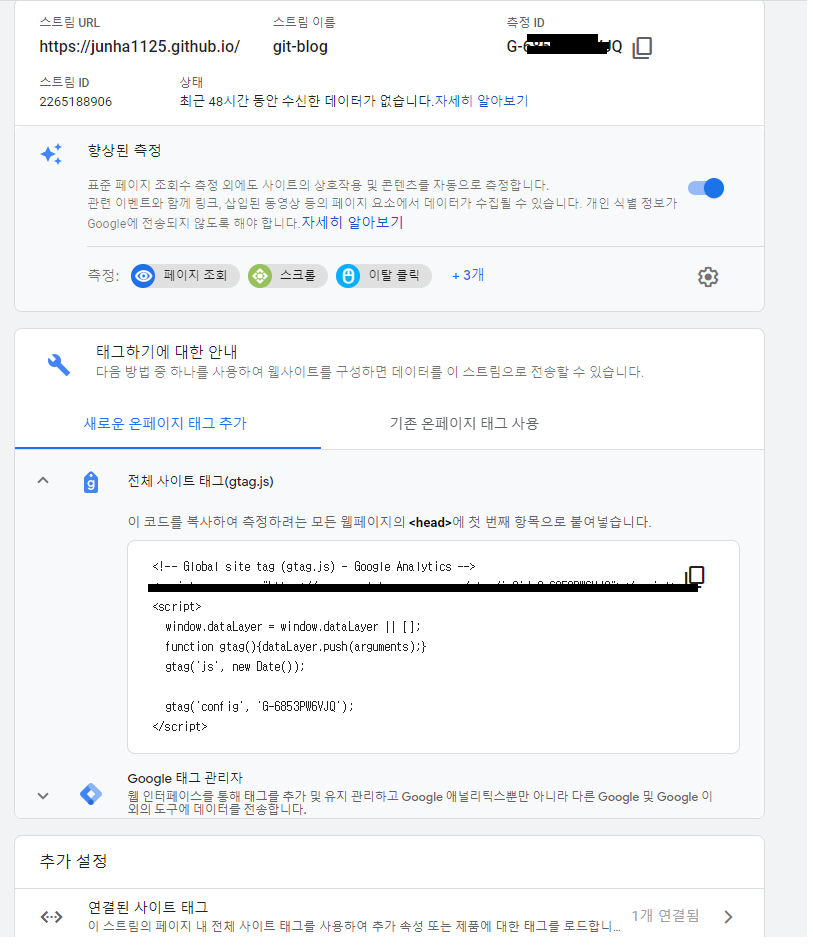 스트림 URL
스트림 이름
측정 ID
https://junha1125.github.io/
git-blog
G-6 JQ
스트림 ID
상태
2265188906
최근 48시간 동안 수신한 데이터가 없습니다.자세히 알아보기
향상된 측정
표준 페이지 조회수 측정 외에도 사이트의 상호작용 및 콘텐츠를 자동으로 측정합니다.
관련 이벤트와 함께 링크, 삽입된 동영상 등의 페이지 요소에서 데이터가 수집될 수 있습니다. 개인 식별 정보가
Google에 전송되지 않도록 해야 합니다.자세히 알아보기
측정:
페이지 조회
스크롤
이탈 클릭
+ 3개
태그하기에 대한 안내
다음 방법 중 하나를 사용하여 웹사이트를 구성하면 데이터를 이 스트림으로 전송할 수 있습니다.
새로운 온페이지 태그 추가
기존 온페이지 태그 사용
전체 사이트 태그(gtag.js)
이 코드를 복사하여 측정하려는 모든 웹페이지의 <head>에 첫 번째 항목으로 붙여넣습니다.
<!-- Global site tag (gtag.js) - Google Analytics -->
<script>
window.dataLayer = window.dataLayer || [];
function gtag(){dataLayer.push(arguments);}
gtag('js', new Date());
gtag('config', 'G-6853PW6VJQ');
</script>
Google 태그 관리자
웹 인터페이스를 통해 태그를 추가 및 유지 관리하고 Google 애널리틱스뿐만 아니라 다른 Google 및 Google 이
외의 도구에 데이터를 전송합니다.
추가 설정
연결된 사이트 태그
이 스트림의 페이지 내 전체 사이트 태그를 사용하여 추가 속성 또는 제품에 대한 태그를 로드합니...
1개 연결됨